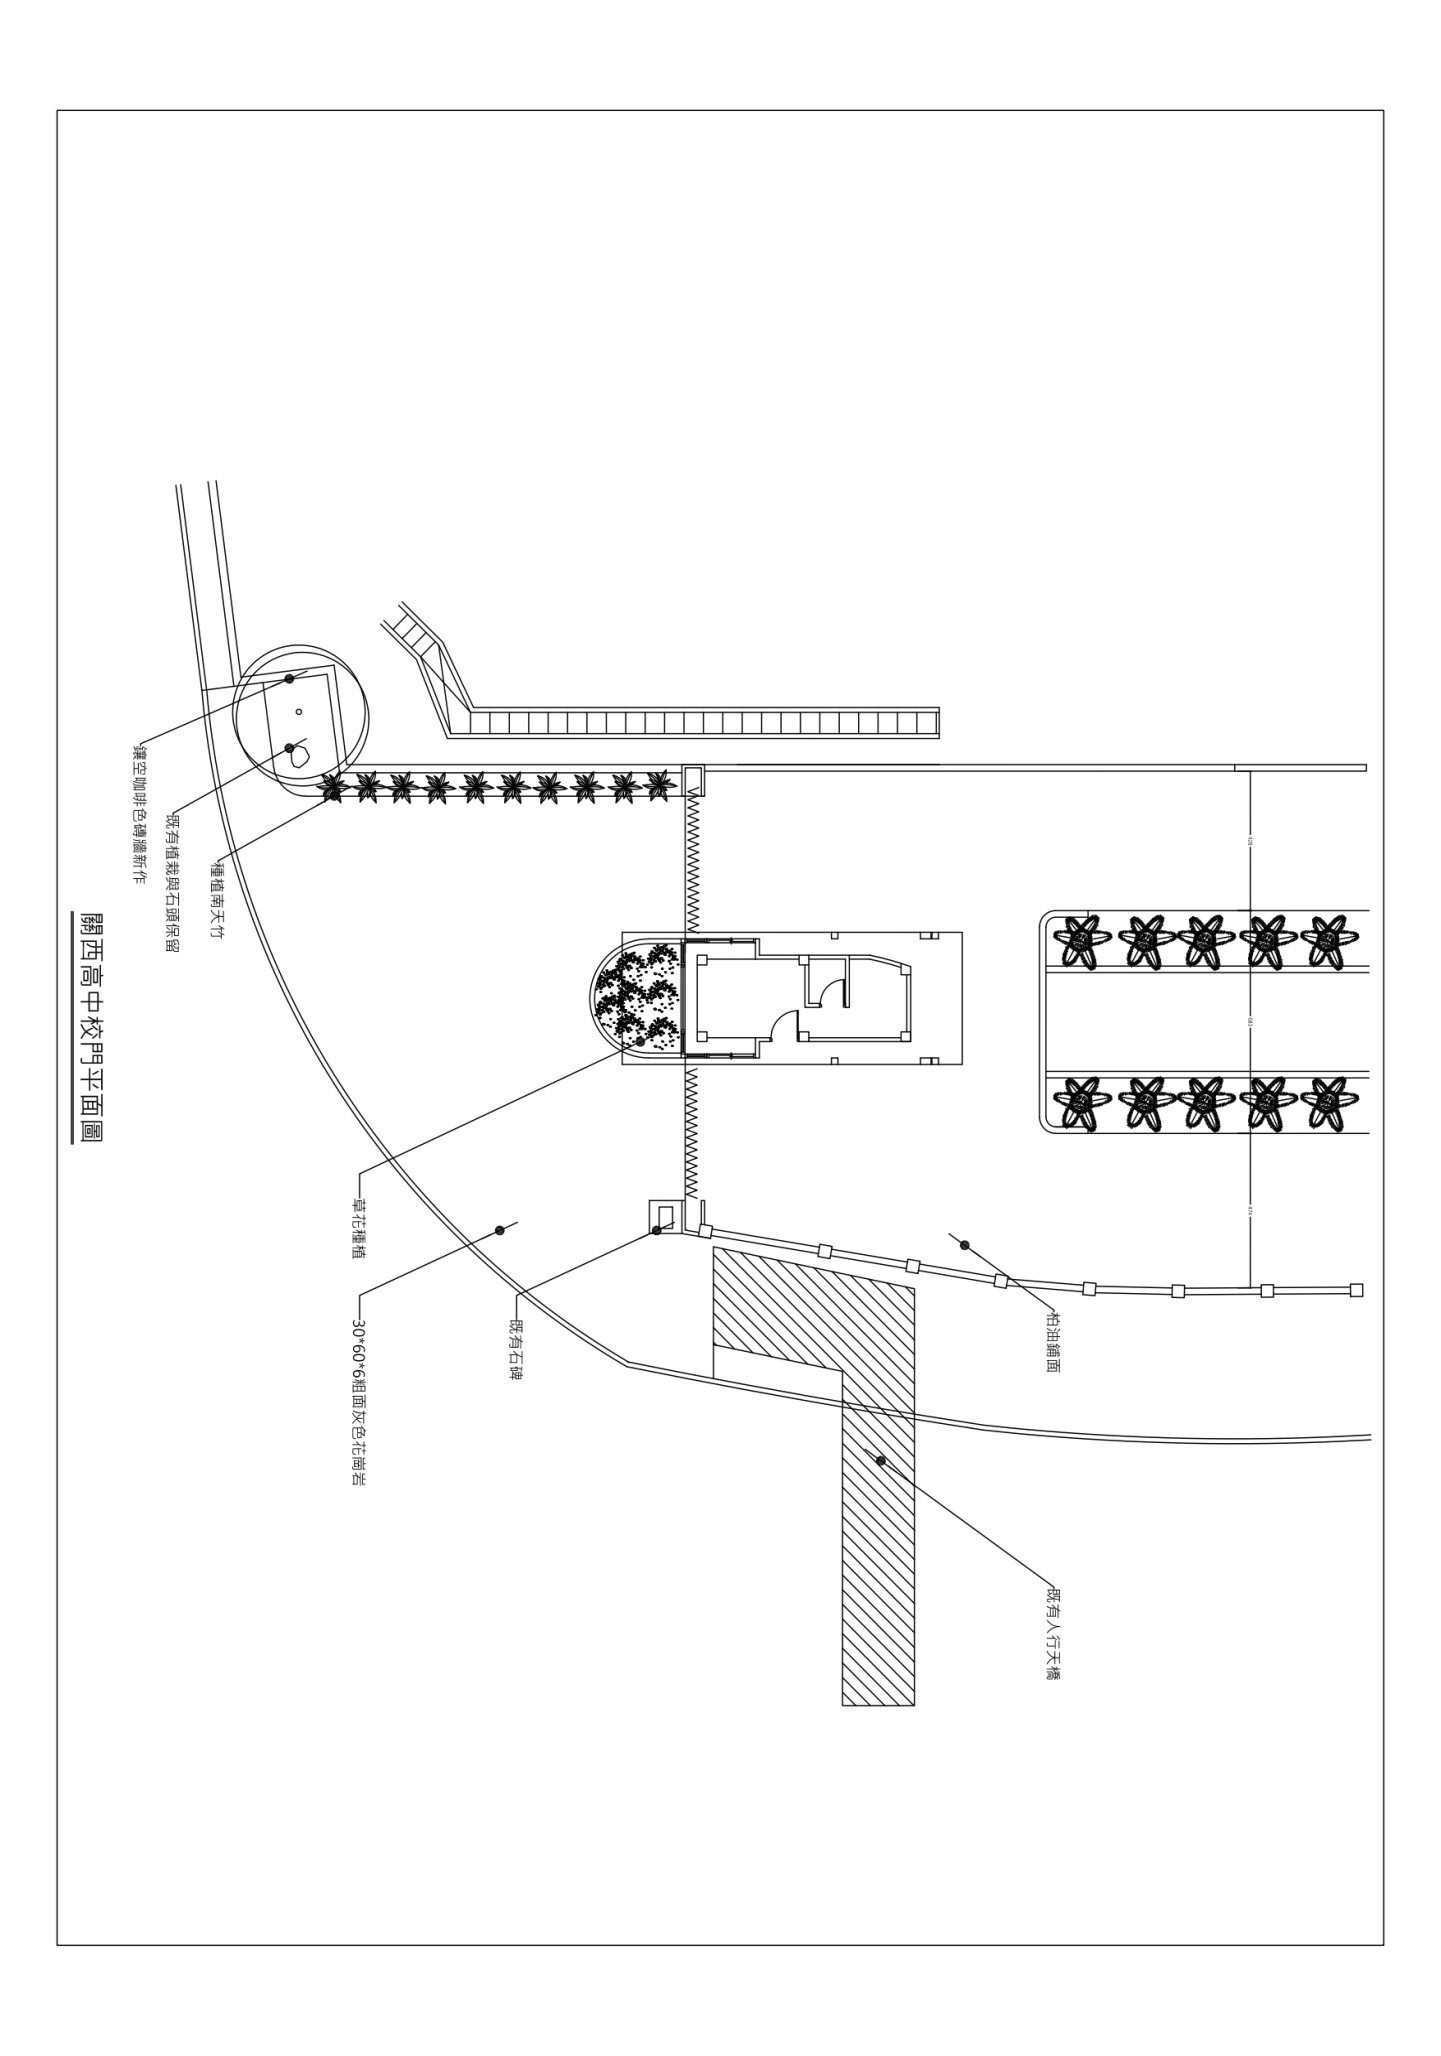 鏤空咖啡色磚牆新作
既有植栽與石頭保留
種植南天竹
草花種植
30*60*6粗面灰色花崗岩
既有石碑
柏油鋪面
既有人行天橋
關西高中校門平面圖